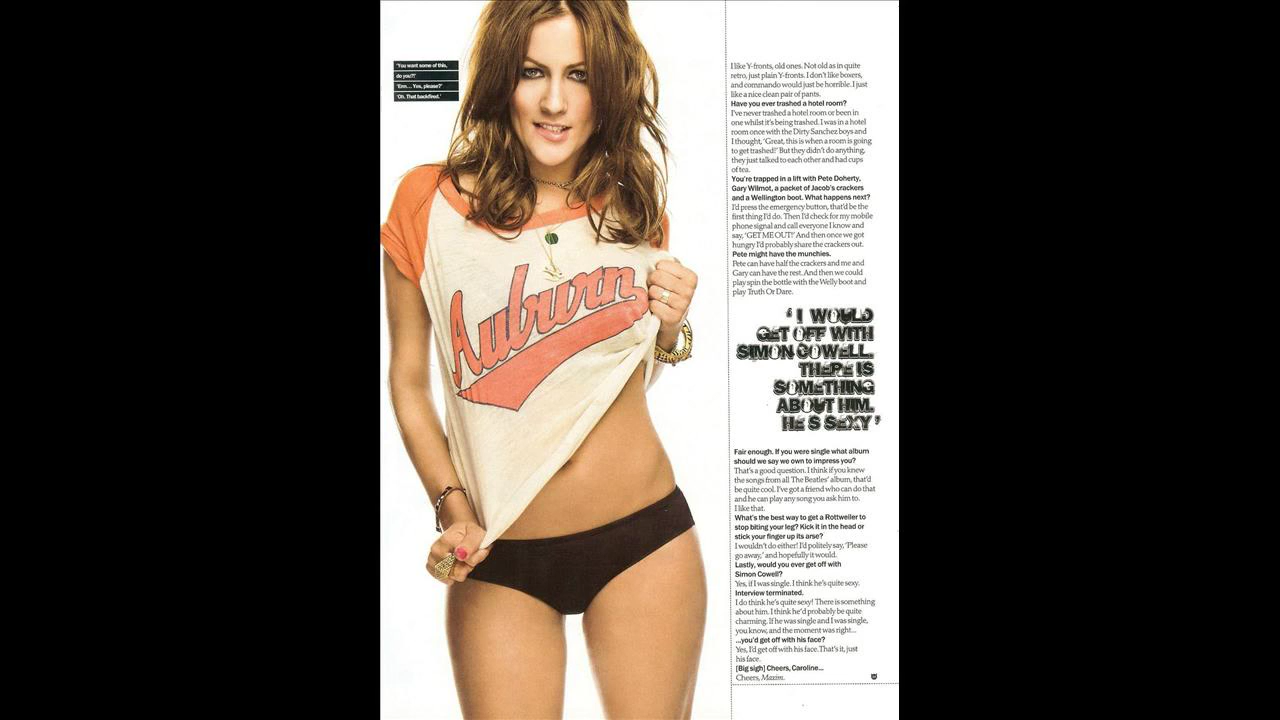 'You want some of this,
do you?!'
'Erm... Yes, please?'
'Oh. That backfired.'
Auburn
I like Y-fronts, old ones. Not old as in quite
retro, just plain Y-fronts. I don't like boxers,
and commando would just be horrible. I just
like a nice clean pair of pants.
Have you ever trashed a hotel room?
I've never trashed a hotel room or been in
one whilst it's being trashed. I was in a hotel
room once with the Dirty Sanchez boys and
I thought, 'Great, this is when a room is going
to get trashed!' But they didn't do anything,
they just talked to each other and had cups
of tea.
You're trapped in a lift with Pete Doherty,
Gary Wilmot, a packet of Jacob's crackers
and a Wellington boot. What happens next?
I'd press the emergency button, that'd be the
first thing I'd do. Then I'd check for my mobile
phone signal and call everyone I know and
say, 'GET ME OUT!' And then once we got
hungry I'd probably share the crackers out.
Pete might have the munchies.
Pete can have half the crackers and me and
Gary can have the rest. And then we could
play spin the bottle with the Welly boot and
play Truth Or Dare.
' I WOULD
GET OFF WITH
SIMON COWELL.
THERE IS
SOMETHING
ABOUT HIM.
HE S SEXY '
Fair enough. If you were single what album
should we say we own to impress you?
That's a good question. I think if you knew
the songs from all The Beatles' album, that'd
be quite cool. I've got a friend who can do that
and he can play any song you ask him to.
I like that.
What's the best way to get a Rottweiler to
stop biting your leg? Kick it in the head or
stick your finger up its arse?
I wouldn't do either! I'd politely say, 'Please
go away,' and hopefully it would.
Lastly, would you ever get off with
Simon Cowell?
Yes, if I was single. I think he's quite sexy.
Interview terminated.
I do think he's quite sexy! There is something
about him. I think he'd probably be quite
charming. If he was single and I was single,
you know, and the moment was right...
...you'd get off with his face?
Yes, I'd get off with his face. That's it, just
his face.
[Big sigh] Cheers, Caroline...
Cheers, Maxim.